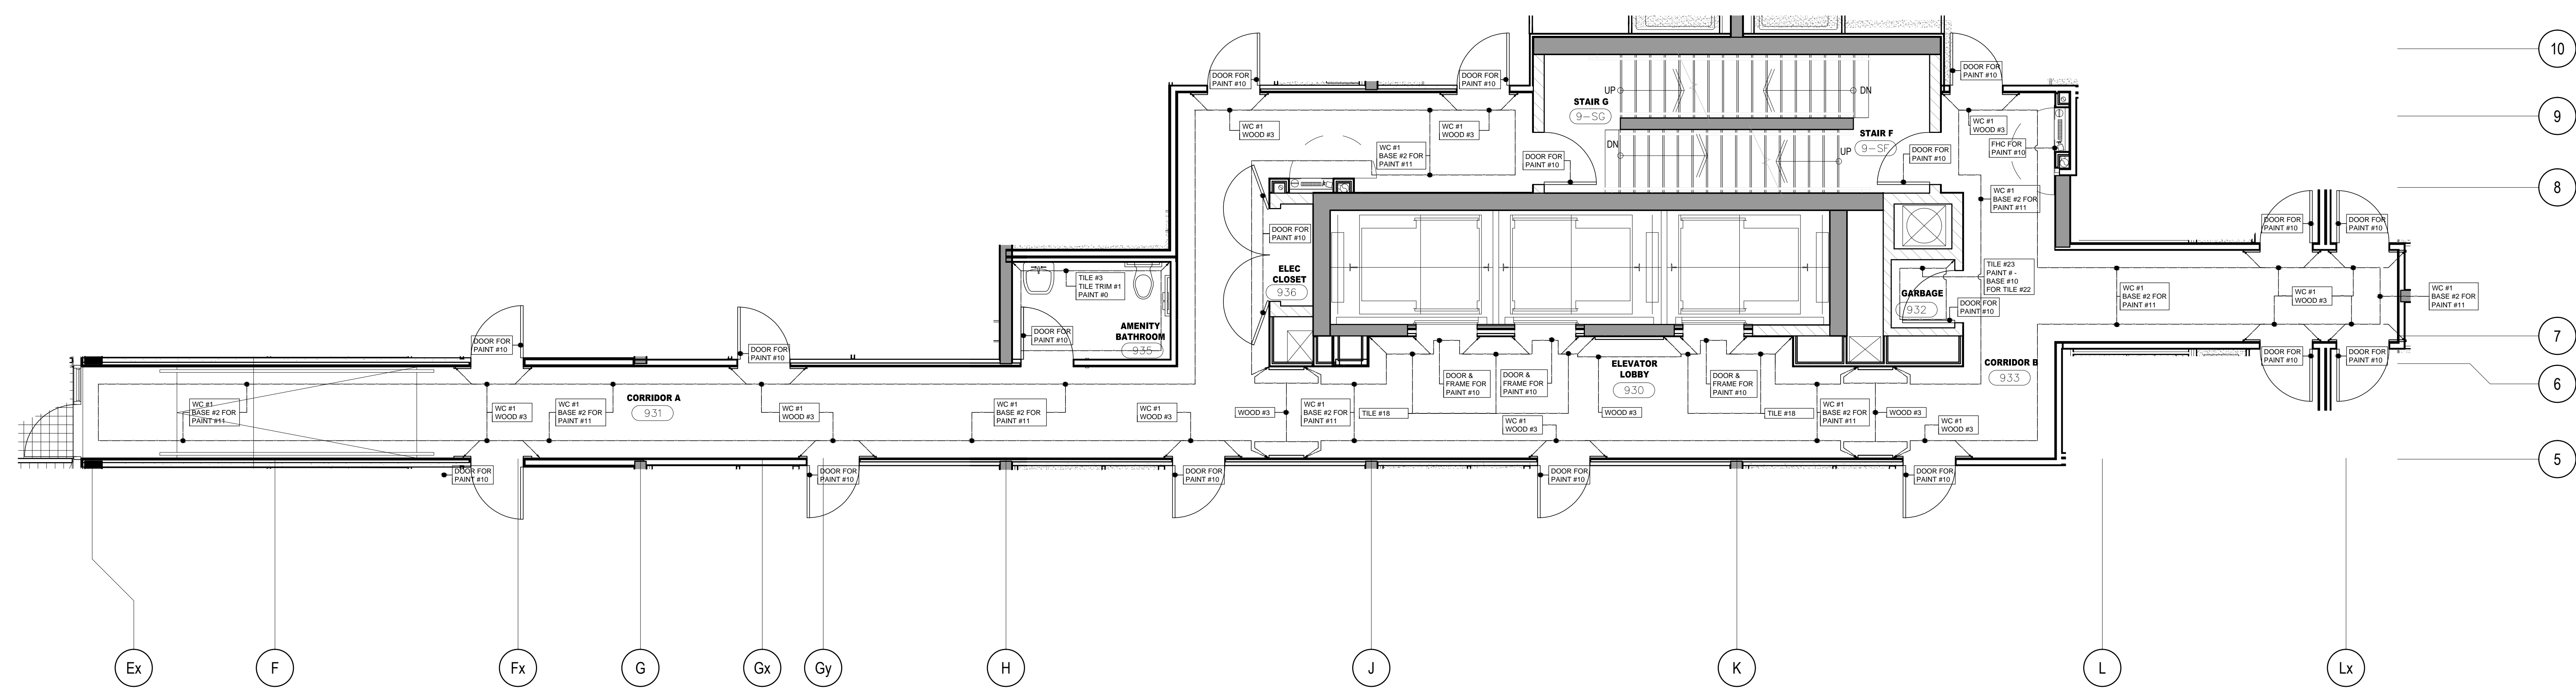 10
DOOR FOR
PAINT #10
DOOR FOR
PAINT #10
DOOR FOR
PAINT #10
UP
DN
STAIR G
9-SG
9
WC #1
WOOD #3
WC #1
WOOD #3
WC #1
WOOD #3
STAIR F
9-SF
DN
UP
WC #1
BASE #2 FOR
PAINT #11
DOOR FOR
PAINT #10
DOOR FOR
PAINT #10
FHC FOR
PAINT #10
8
WC #1
BASE #2 FOR
PAINT #11
DOOR FOR
PAINT #10
DOOR FOR
PAINT #10
DOOR FOR
PAINT #10
TILE #3
TILE TRIM #1
PAINT #0
ELEC
CLOSET
936
TILE #23
PAINT # -
BASE #10
FOR TILE #22
GARBAGE
932
DOOR FOR
PAINT #10
WC #1
BASE #2 FOR
PAINT #11
WC #1
WOOD #3
WC #1
BASE #2 FOR
PAINT #11
AMENITY
BATHROOM
935
DOOR FOR
PAINT #10
DOOR FOR
PAINT #10
DOOR FOR
PAINT #10
7
DOOR FOR
PAINT #10
DOOR FOR
PAINT #10
ELEVATOR
LOBBY
930
CORRIDOR B
933
6
DOOR &
FRAME FOR
PAINT #10
DOOR &
FRAME FOR
PAINT #10
DOOR &
FRAME FOR
PAINT #10
CORRIDOR A
931
WC #1
BASE #2 FOR
PAINT #11
WC #1
WOOD #3
WC #1
BASE #2 FOR
PAINT #11
WC #1
WOOD #3
WC #1
BASE #2 FOR
PAINT #11
WC #1
WOOD #3
WOOD #3
WC #1
BASE #2 FOR
PAINT #11
TILE #18
WC #1
WOOD #3
WOOD #3
TILE #18
WC #1
BASE #2 FOR
PAINT #11
WOOD #3
WC #1
WOOD #3
5
DOOR FOR
PAINT #10
DOOR FOR
PAINT #10
DOOR FOR
PAINT #10
DOOR FOR
PAINT #10
DOOR FOR
PAINT #10
Ex
F
Fx
G
Gx
Gy
H
J
K
L
Lx